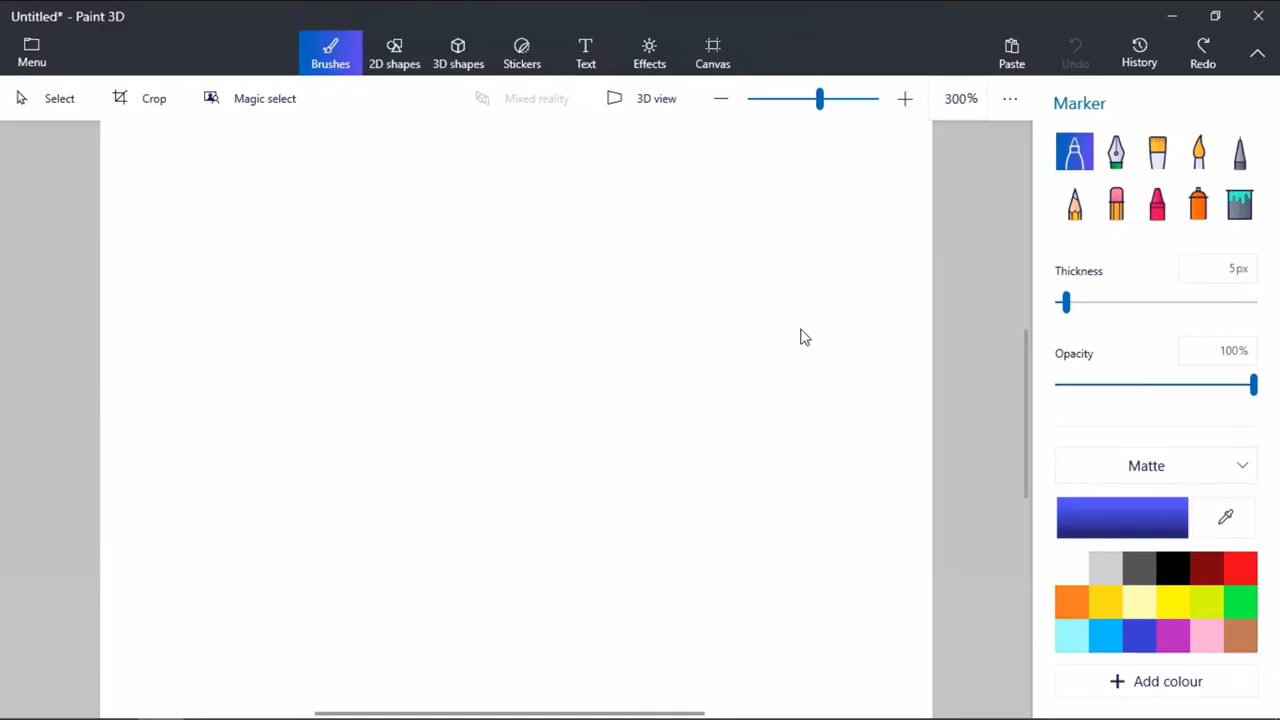 Untitled* - Paint 3D
Menu
Brushes
2D shapes
3D shapes
Stickers
Text
Effects
Canvas
Paste
Undo
History
Redo
Select
Crop
Magic select
Mixed reality
3D view
300%
Marker
Thickness
5px
Opacity
100%
Matte
Add colour